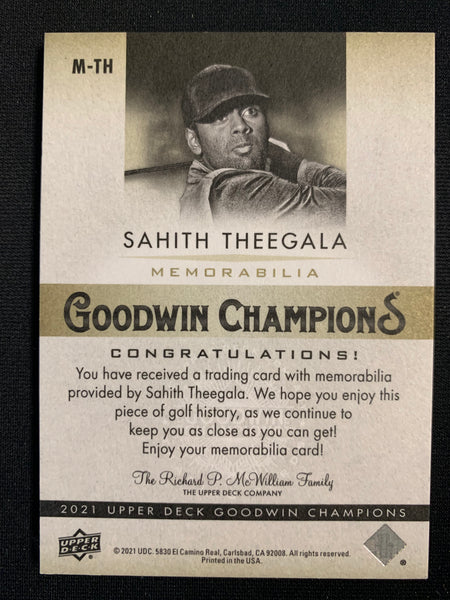 M-TH
SAHITH THEEGALA
MEMORABILIA
GOODWIN CHAMPIONS
CONGRATULATIONS!
You have received a trading card with memorabilia
provided by Sahith Theegala. We hope you enjoy this
piece of golf history, as we continue to
keep you as close as you can get!
Enjoy your memorabilia card!
The Richard P. McWilliam Family
THE UPPER DECK COMPANY
2021 UPPER DECK GOODWIN CHAMPIONS
UPPER DECK
© 2021 UDC. 5830 El Camino Real, Carlsbad, CA 92008. All rights reserved.
Printed in the USA.
®